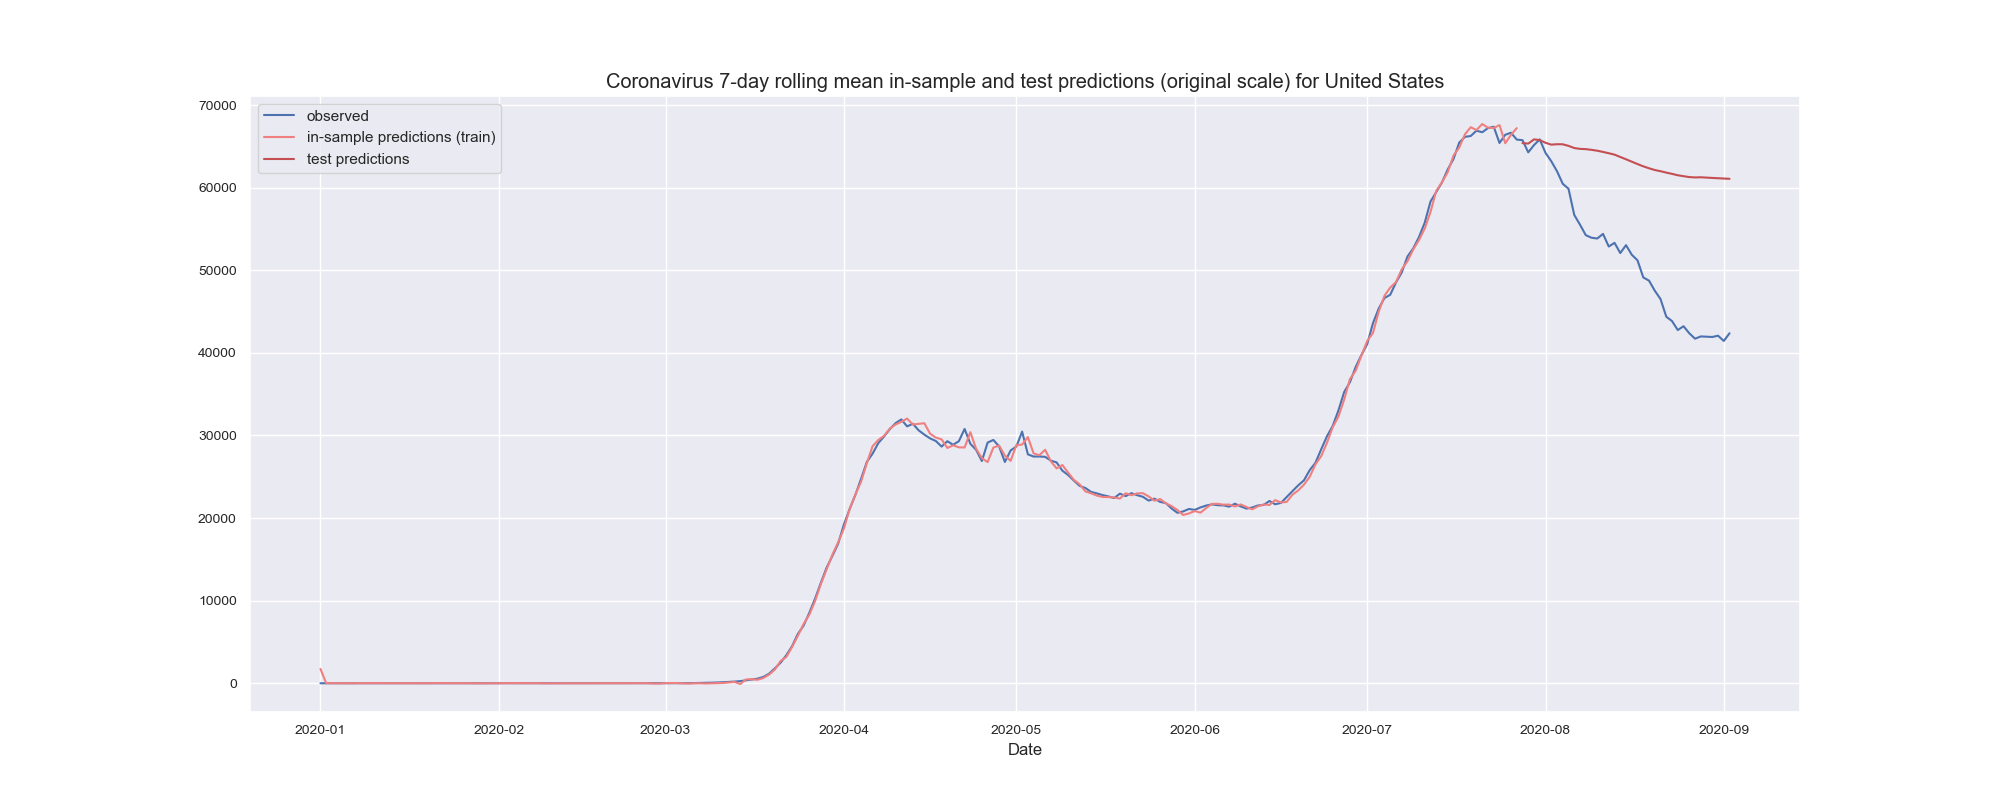 Coronavirus 7-day rolling mean in-sample and test predictions (original scale) for United States
observed
in-sample predictions (train)
test predictions
70000
60000
50000
40000
30000
20000
10000
0
2020-01 2020-02 2020-03 2020-04 2020-05 2020-06 2020-07 2020-08 2020-09
Date